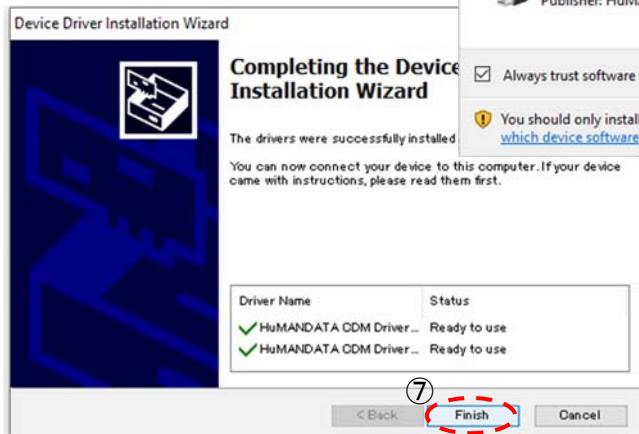 Publisher: HuM
Device Driver Installation Wizard
Completing the Device
Installation Wizard
Always trust software
You should only install
which device software
The drivers were successfully installed
You can now connect your device to this computer. If your device
came with instructions, please read them first.
Driver Name Status
HuMANDATA CDM Driver... Ready to use
HuMANDATA CDM Driver... Ready to use
⑦
< Back Finish Cancel